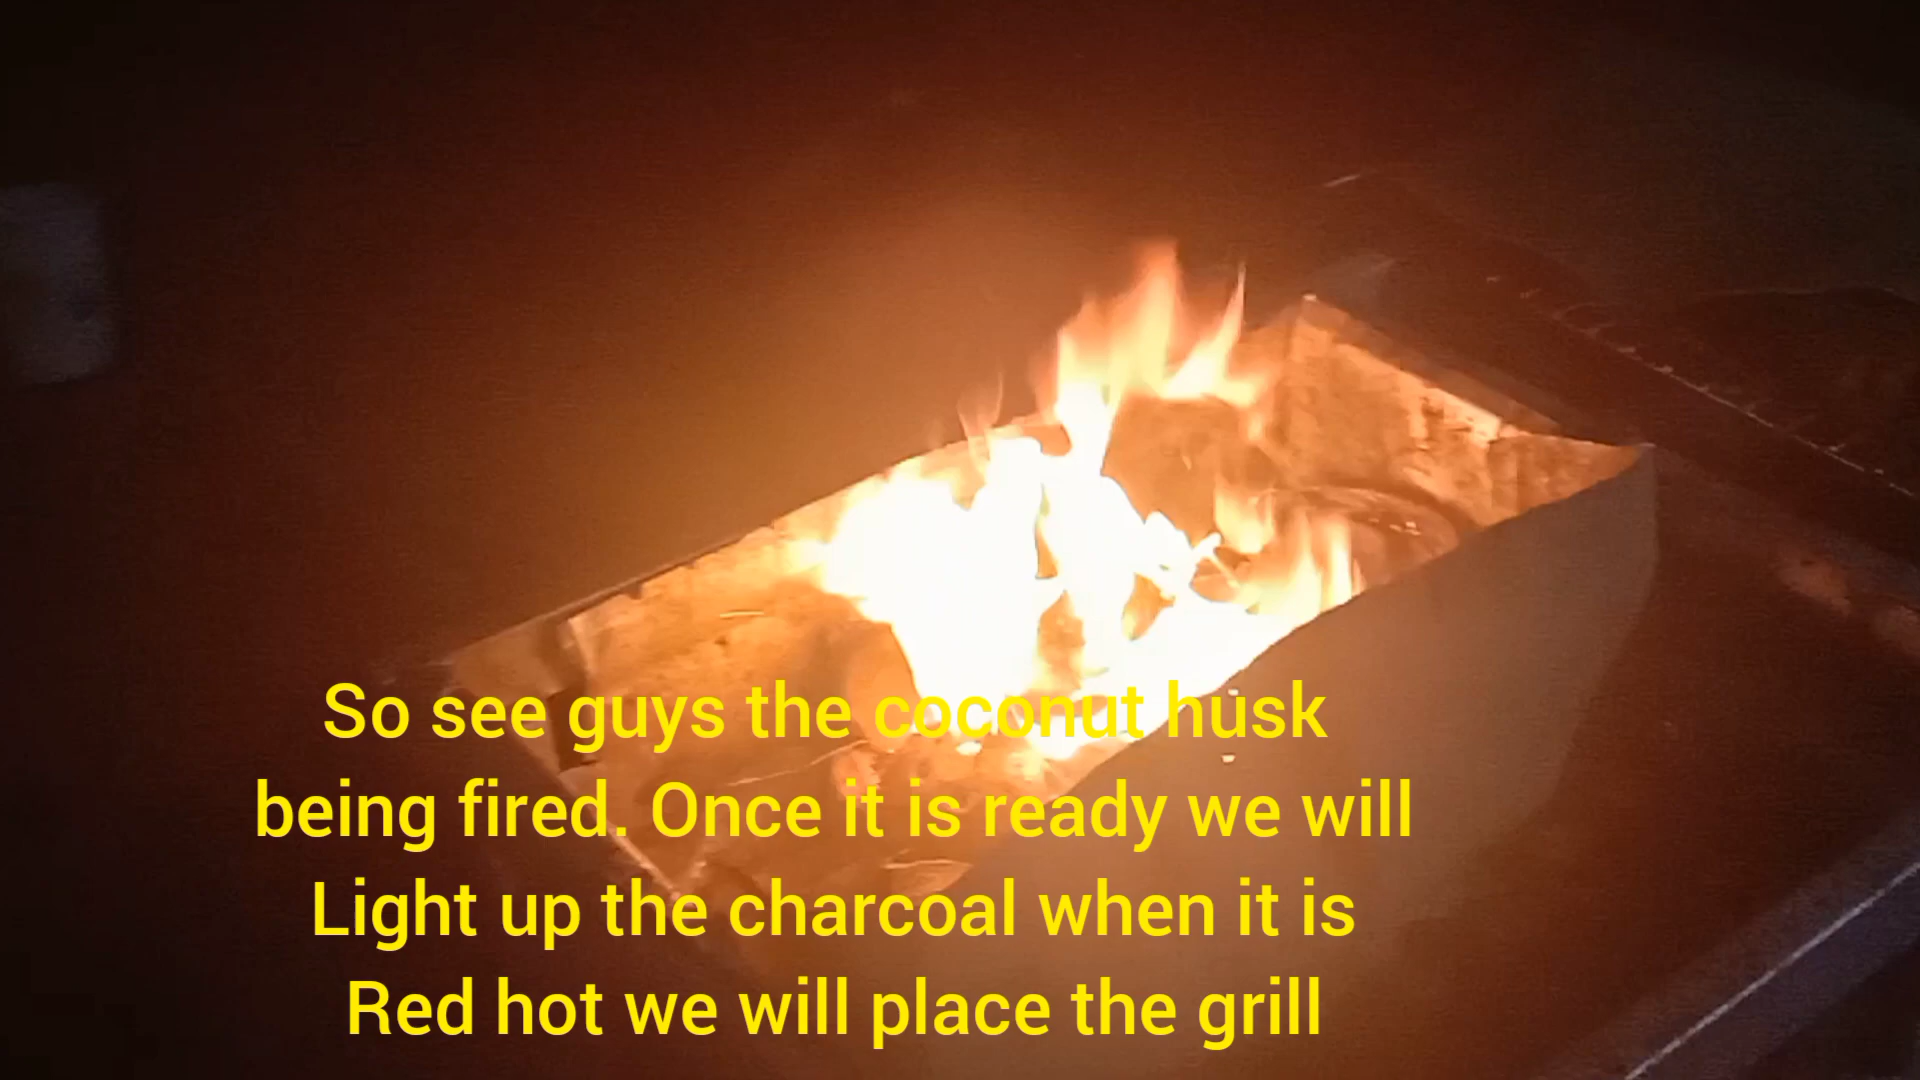 So see guys the coconut husk
being fired. Once it is ready we will
Light up the charcoal when it is
Red hot we will place the grill